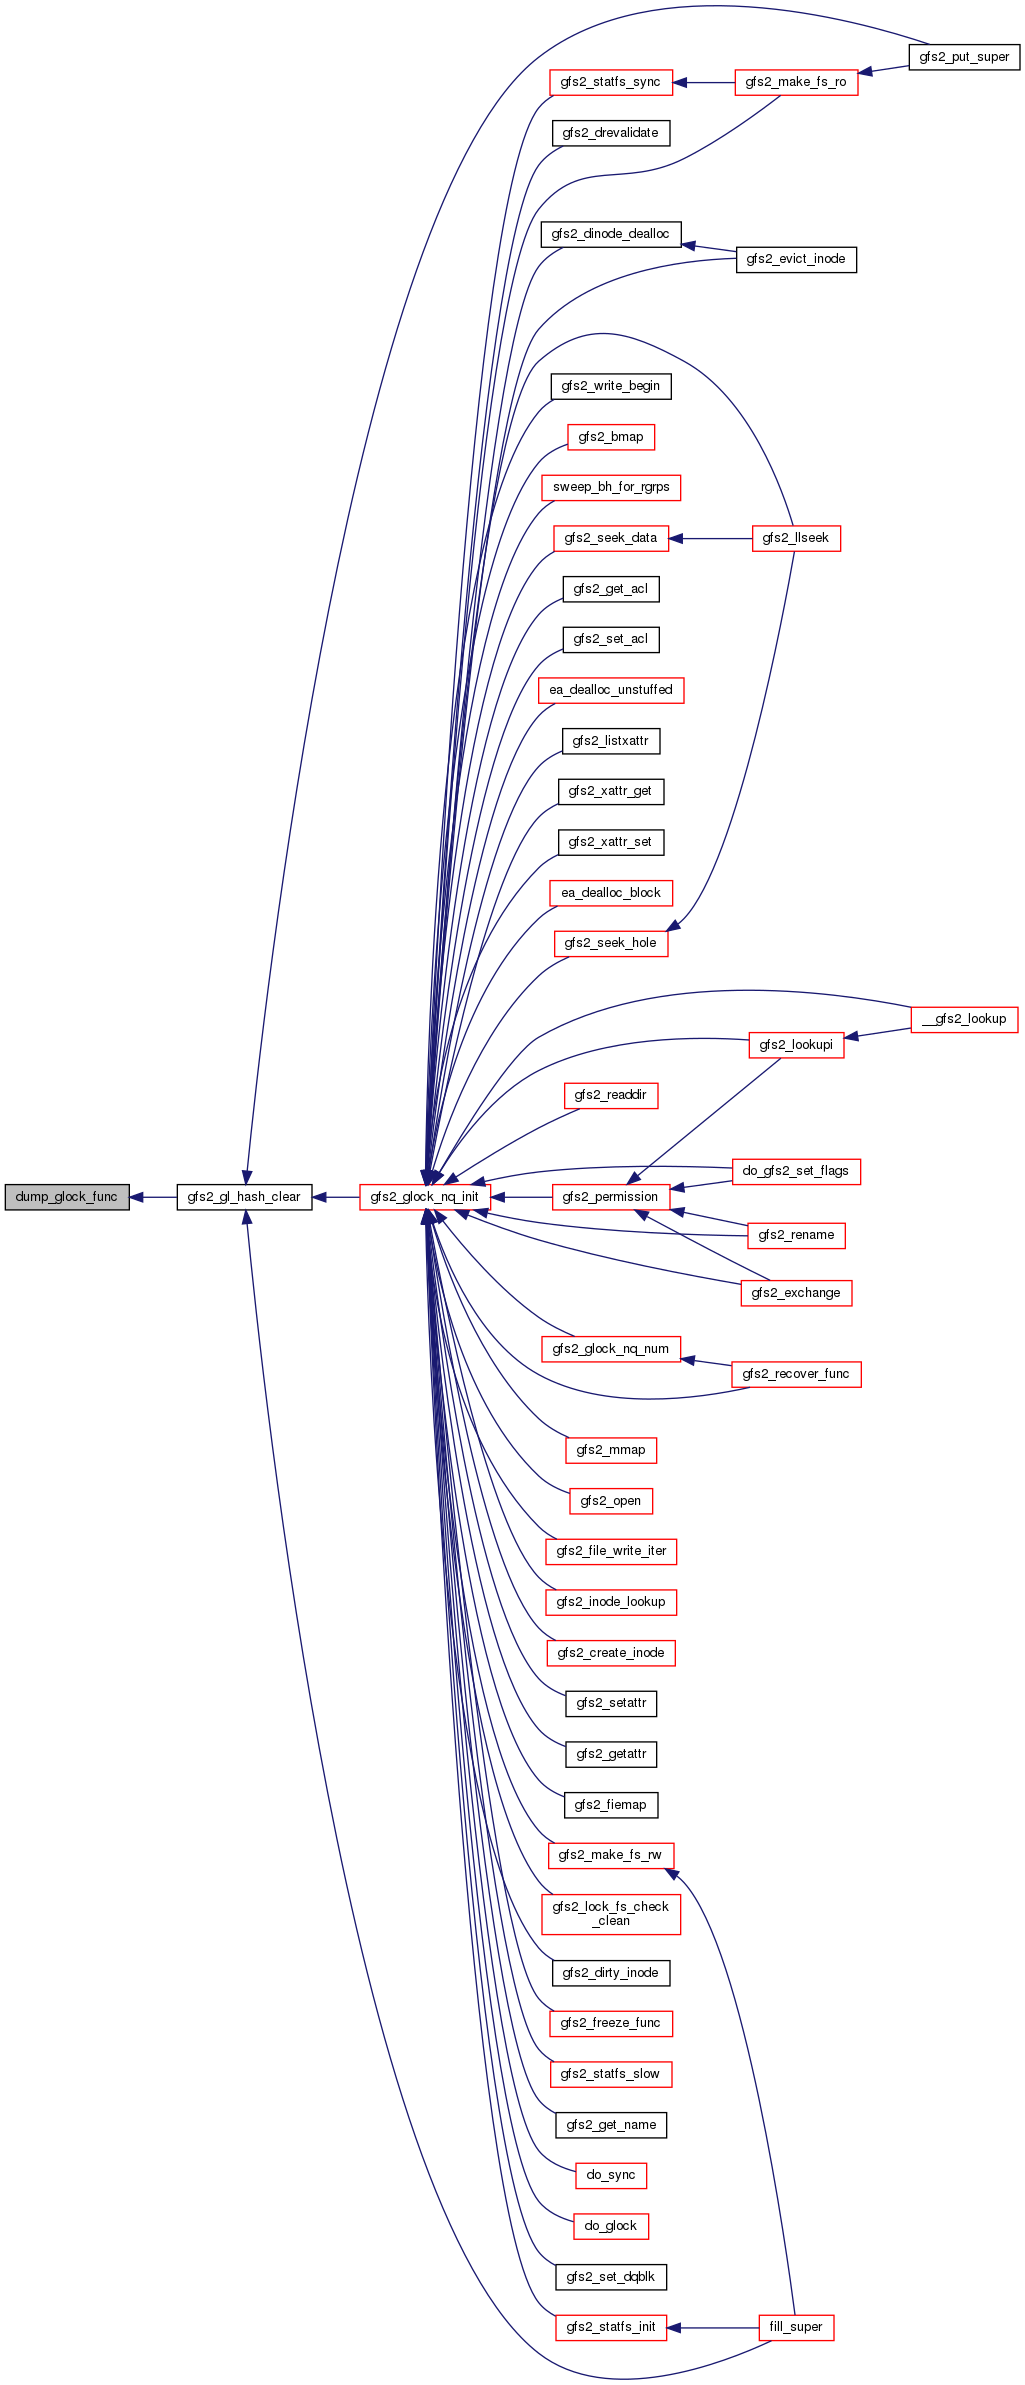 gfs2_put_super
gfs2_statfs_sync
gfs2_make_fs_ro
gfs2_drevalidate
gfs2_dinode_dealloc
gfs2_evict_inode
gfs2_write_begin
gfs2_bmap
sweep_bh_for_rgrps
gfs2_seek_data
gfs2_llseek
gfs2_get_acl
gfs2_set_acl
ea_dealloc_unstuffed
gfs2_listxattr
gfs2_xattr_get
gfs2_xattr_set
ea_dealloc_block
gfs2_seek_hole
__gfs2_lookup
gfs2_lookupi
gfs2_readdir
do_gfs2_set_flags
dump_glock_func
gfs2_gl_hash_clear
gfs2_glock_nq_init
gfs2_permission
gfs2_rename
gfs2_exchange
gfs2_glock_nq_num
gfs2_recover_func
gfs2_mmap
gfs2_open
gfs2_file_write_iter
gfs2_inode_lookup
gfs2_create_inode
gfs2_setattr
gfs2_getattr
gfs2_fiemap
gfs2_make_fs_rw
gfs2_lock_fs_check
_clean
gfs2_dirty_inode
gfs2_freeze_func
gfs2_statfs_slow
gfs2_get_name
do_sync
do_glock
gfs2_set_dqblk
gfs2_statfs_init
fill_super